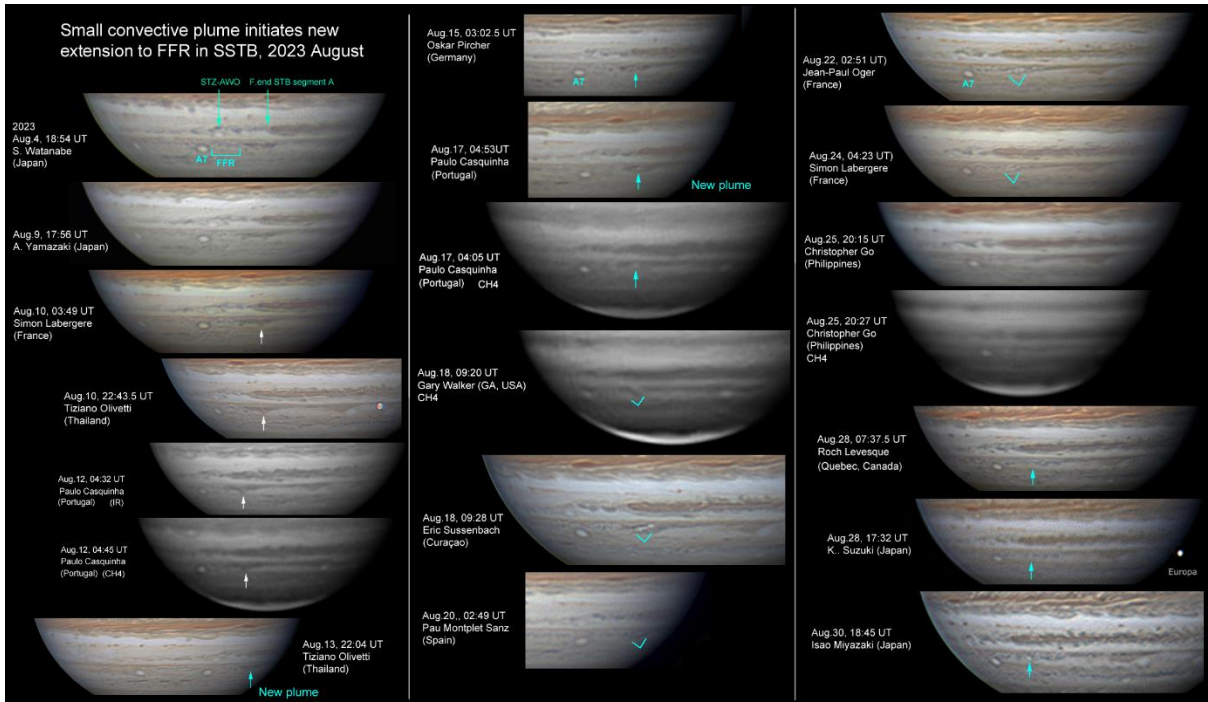 Small convective plume initiates new
extension to FFR in SSTB, 2023 August
STZ-AWO
F.end STB segment A
2023
Aug.4, 18:54 UT
S. Watanabe
(Japan)
A7
FFR
Aug.9, 17:56 UT
A. Yamazaki (Japan)
Aug.10, 03:49 UT
Simon Labergere
(France)
Aug.10, 22:43.5 UT
Tiziano Olivetti
(Thailand)
Aug.12, 04:32 UT
Paulo Casquinha
(Portugal) (IR)
Aug.12, 04:45 UT
Paulo Casquinha
(Portugal) (CH4)
Aug.13, 22:04 UT
Tiziano Olivetti
(Thailand)
New plume
Aug.15, 03:02.5 UT
Oskar Pircher
(Germany)
A7
Aug.17, 04:53UT
Paulo Casquinha
(Portugal)
New plume
Aug.17, 04:05 UT
Paulo Casquinha
(Portugal) CH4
Aug.18, 09:20 UT
Gary Walker (GA, USA)
CH4
Aug.18, 09:28 UT
Eric Sussenbach
(Curaçao)
Aug.20,, 02:49 UT
Pau Montplet Sanz
(Spain)
Aug.22, 02:51 UT)
Jean-Paul Oger
(France)
A7
Aug.24, 04:23 UT)
Simon Labergere
(France)
Aug.25, 20:15 UT
Christopher Go
(Philippines)
Aug.25, 20:27 UT
Christopher Go
(Philippines)
CH4
Aug.28, 07:37.5 UT
Roch Levesque
(Quebec, Canada)
Aug.28, 17:32 UT
K.. Suzuki (Japan)
Europa
Aug.30, 18:45 UT
Isao Miyazaki (Japan)